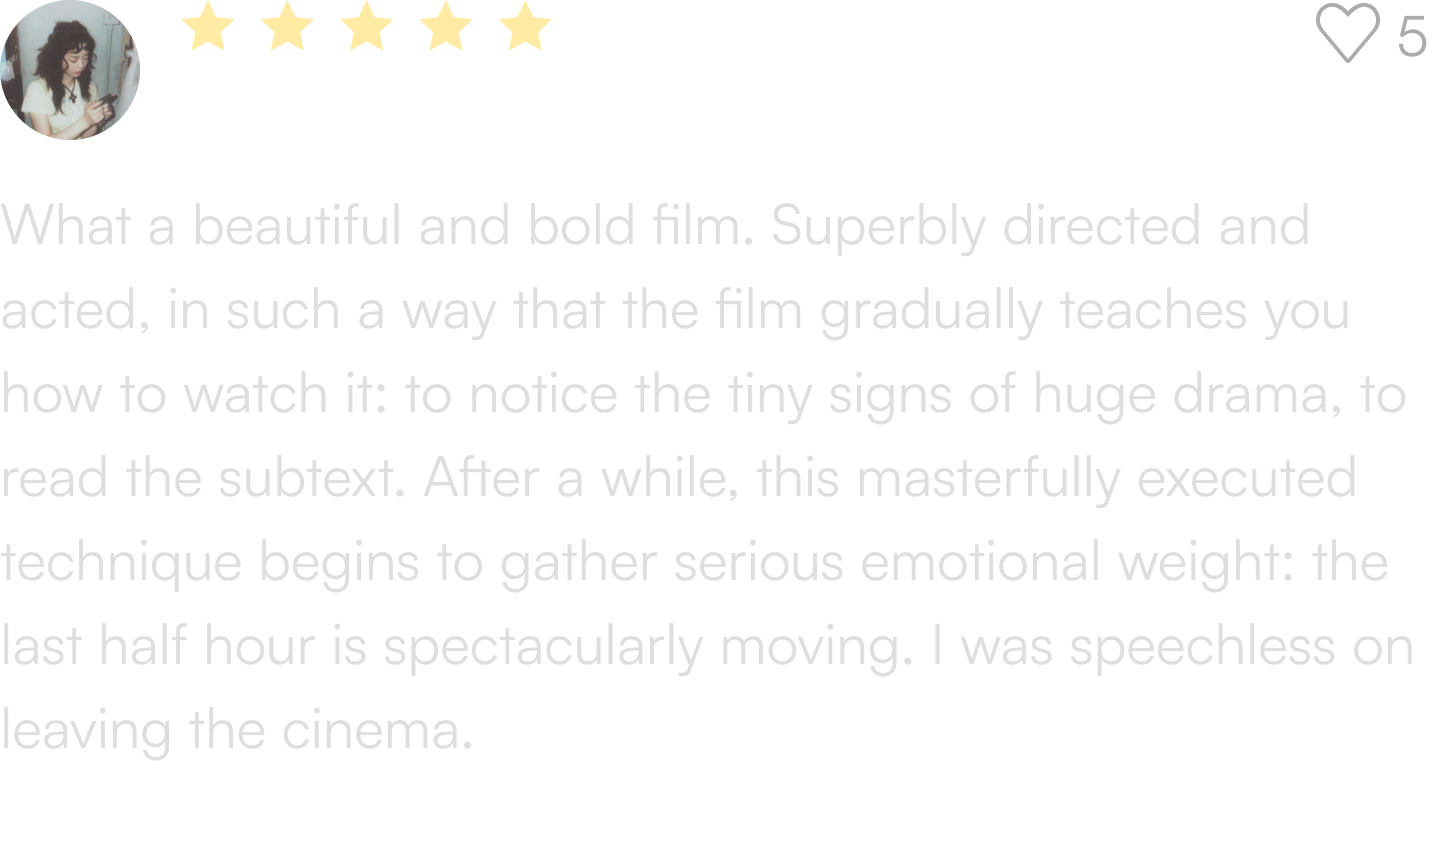 5
What a beautiful and bold film. Superbly directed and
acted, in such a way that the film gradually teaches you
how to watch it: to notice the tiny signs of huge drama, to
read the subtext. After a while, this masterfully executed
technique begins to gather serious emotional weight: the
last half hour is spectacularly moving. I was speechless on
leaving the cinema.